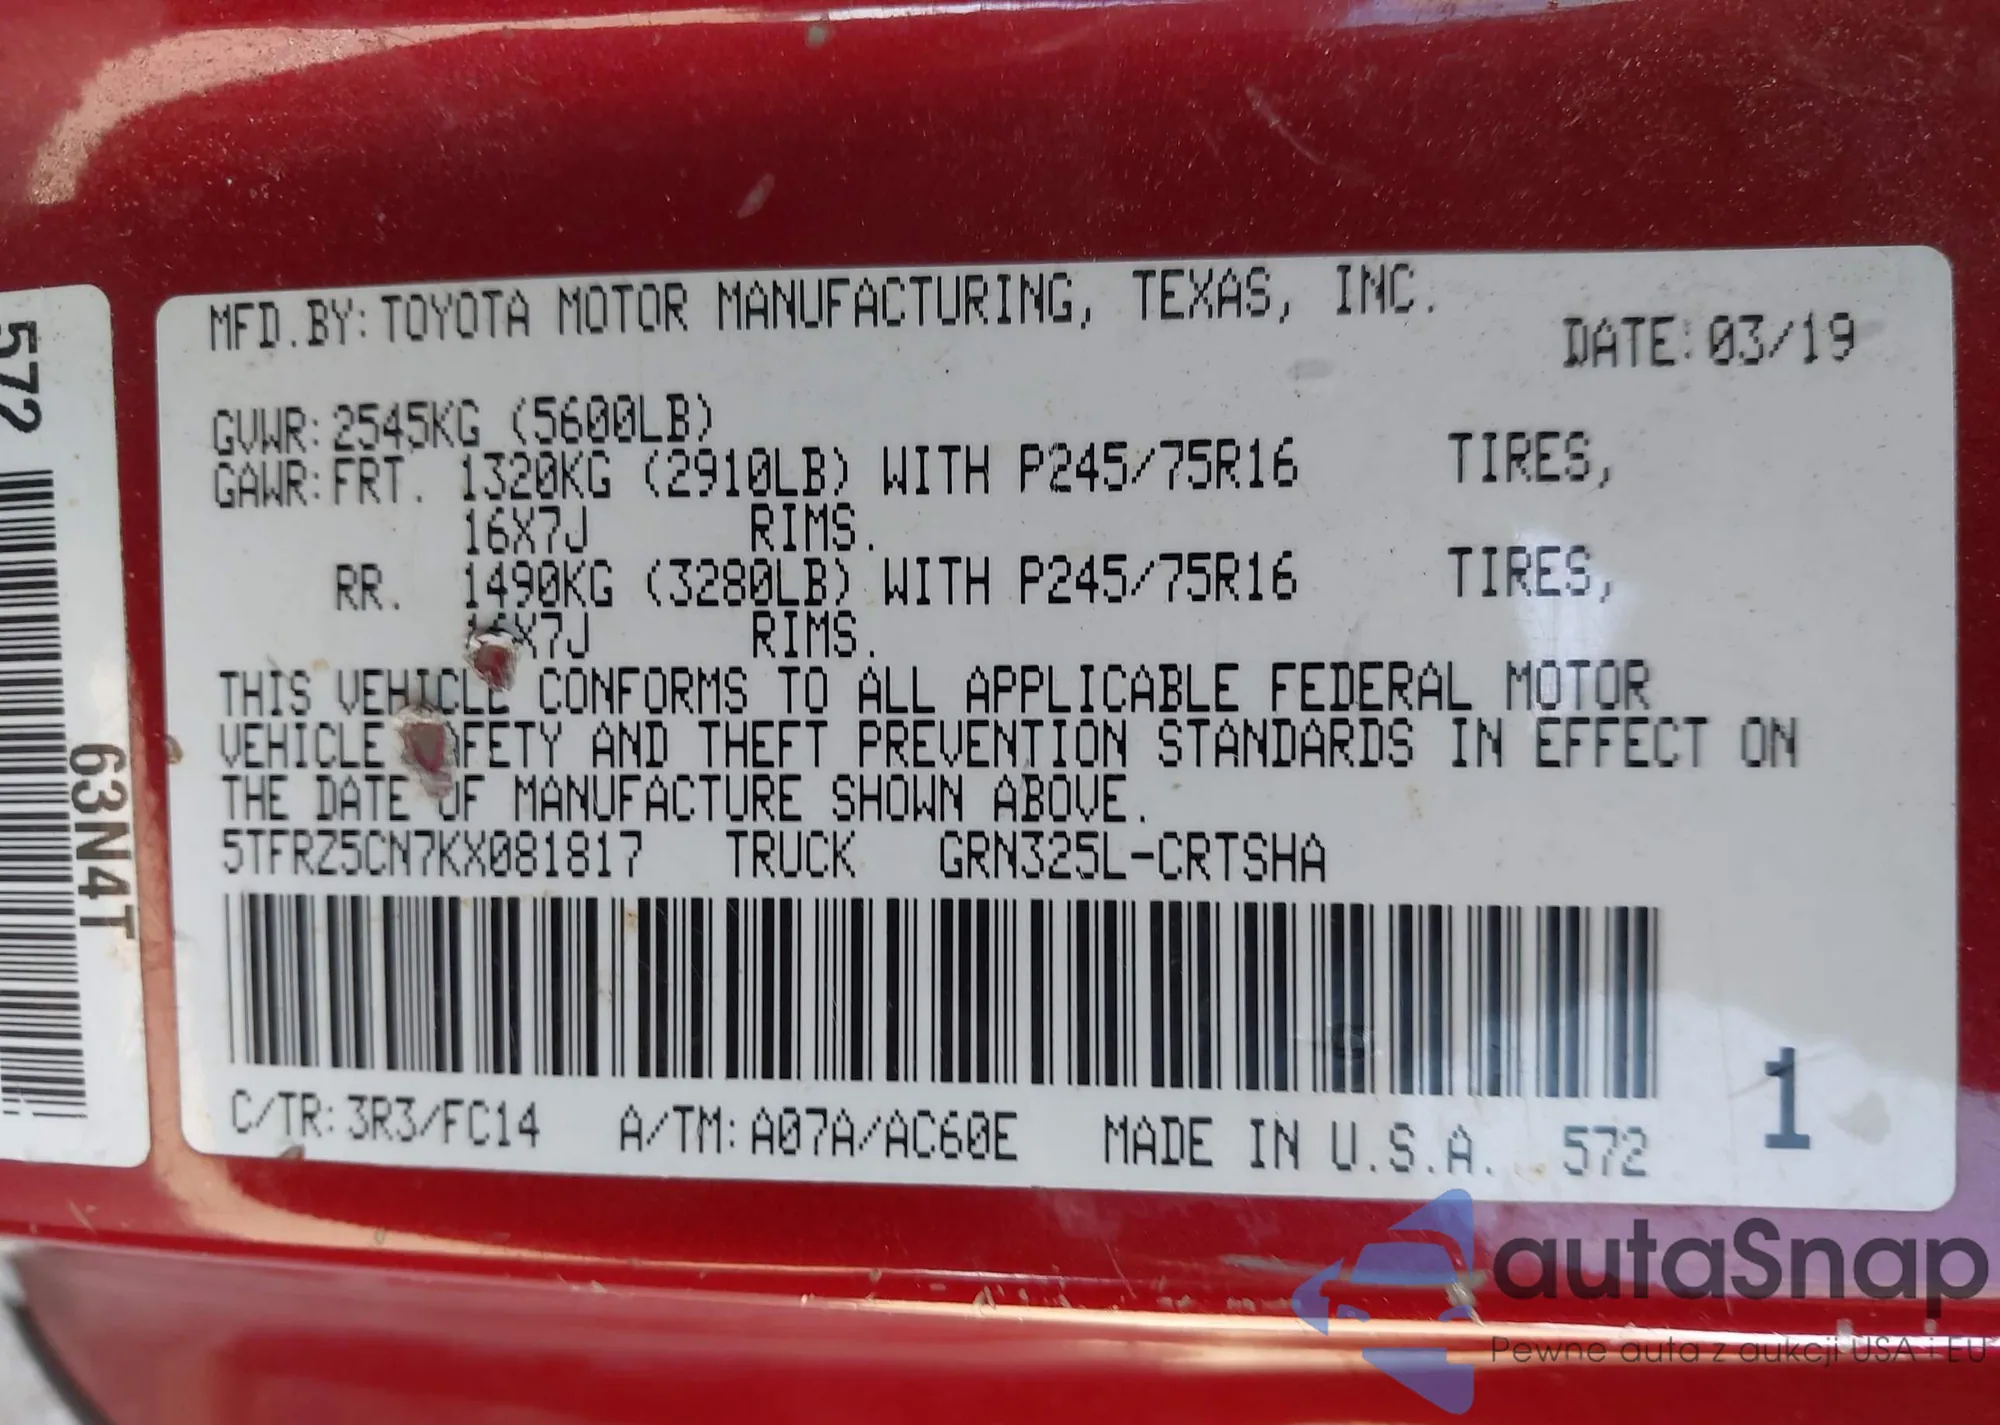 MFD.BY:TOYOTA MOTOR MANUFACTURING, TEXAS, INC.
DATE:03/19
GVWR:2545KG (5600LB)
GAWR:FRT. 1320KG (2910LB) WITH P245/75R16 TIRES,
16X7J RIMS.
RR. 1490KG (3280LB) WITH P245/75R16 TIRES,
16X7J RIMS.
THIS VEHICLE CONFORMS TO ALL APPLICABLE FEDERAL MOTOR
VEHICLE SAFETY AND THEFT PREVENTION STANDARDS IN EFFECT ON
THE DATE OF MANUFACTURE SHOWN ABOVE.
5TFRZ5CN7KX081817 TRUCK GRN325L-CRTSHA
C/TR:3R3/FC14 A/TM:A07A/AC60E MADE IN U.S.A. 572 1
572
63N4T
autaSnap
Pewne auta z aukcji USA i EU